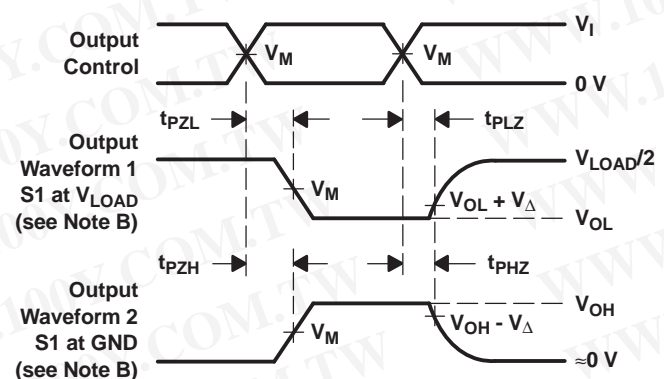 Output
Control
V_M
V_M
V_I
0 V
t_PZL
t_PLZ
Output
Waveform 1
S1 at V_LOAD
(see Note B)
V_M
V_LOAD/2
V_OL + V_Δ
V_OL
t_PZH
t_PHZ
Output
Waveform 2
S1 at GND
(see Note B)
V_M
V_OH
V_OH - V_Δ
≈0 V